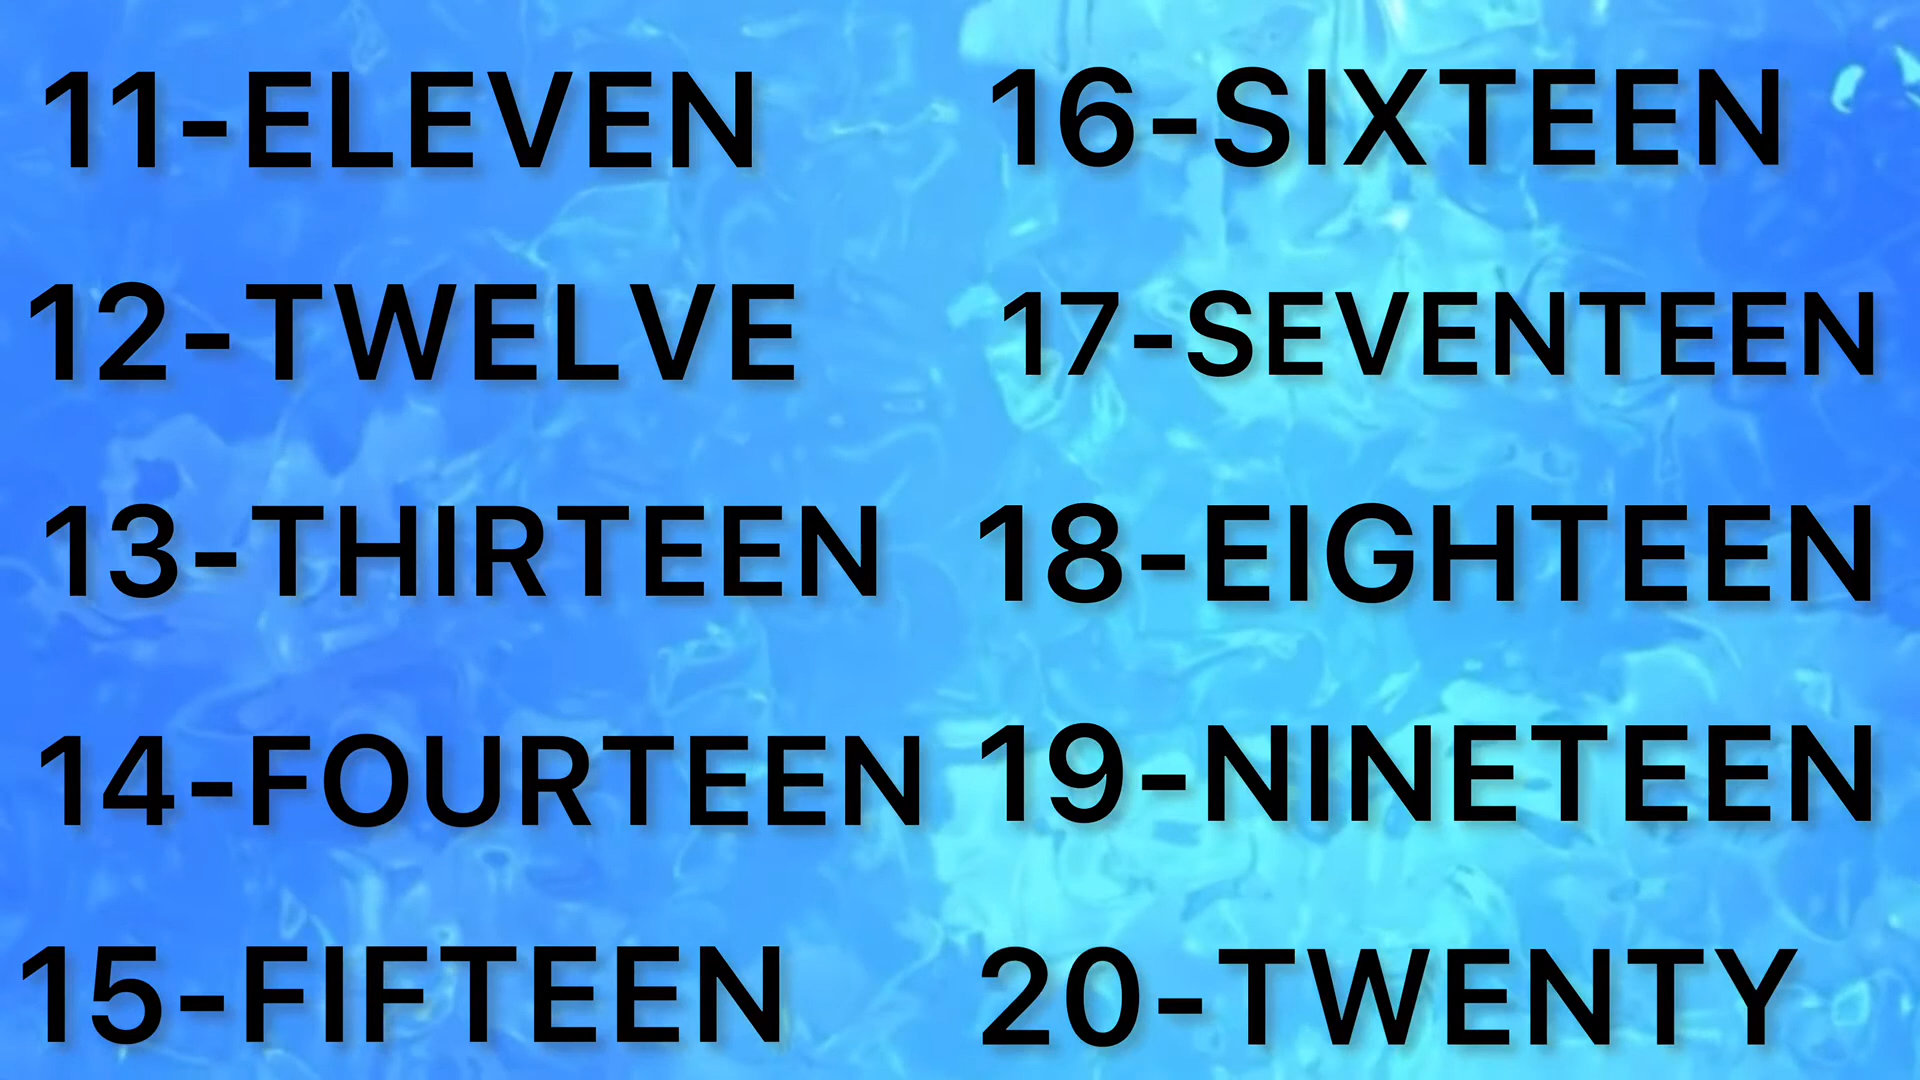 11-ELEVEN
12-TWELVE
13-THIRTEEN
14-FOURTEEN
15-FIFTEEN
16-SIXTEEN
17-SEVENTEEN
18-EIGHTEEN
19-NINETEEN
20-TWENTY